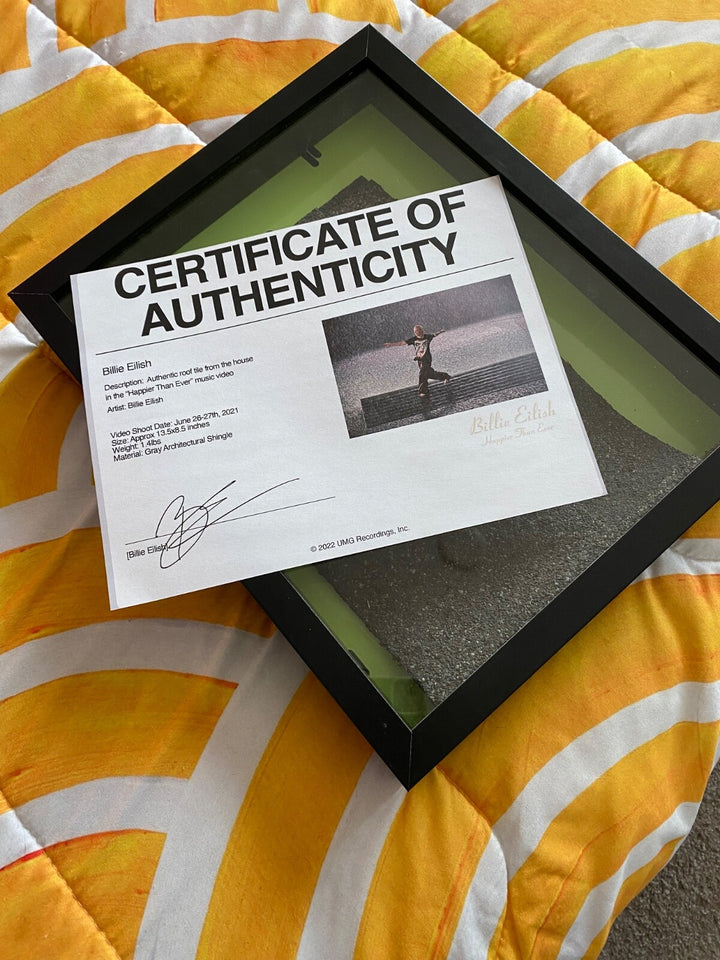 CERTIFICATE OF
AUTHENTICITY
Billie Eilish
Description: Authentic roof tile from the house
in the "Happier Than Ever" music video
Artist: Billie Eilish
Video Shoot Date: June 26-27th, 2021
Size: Approx 13.5x8.5 inches
Weight: 1.4lbs
Material: Gray Architectural Shingle
Billie Eilish
Happier Than Ever
[Billie Eilish]
© 2022 UMG Recordings, Inc.